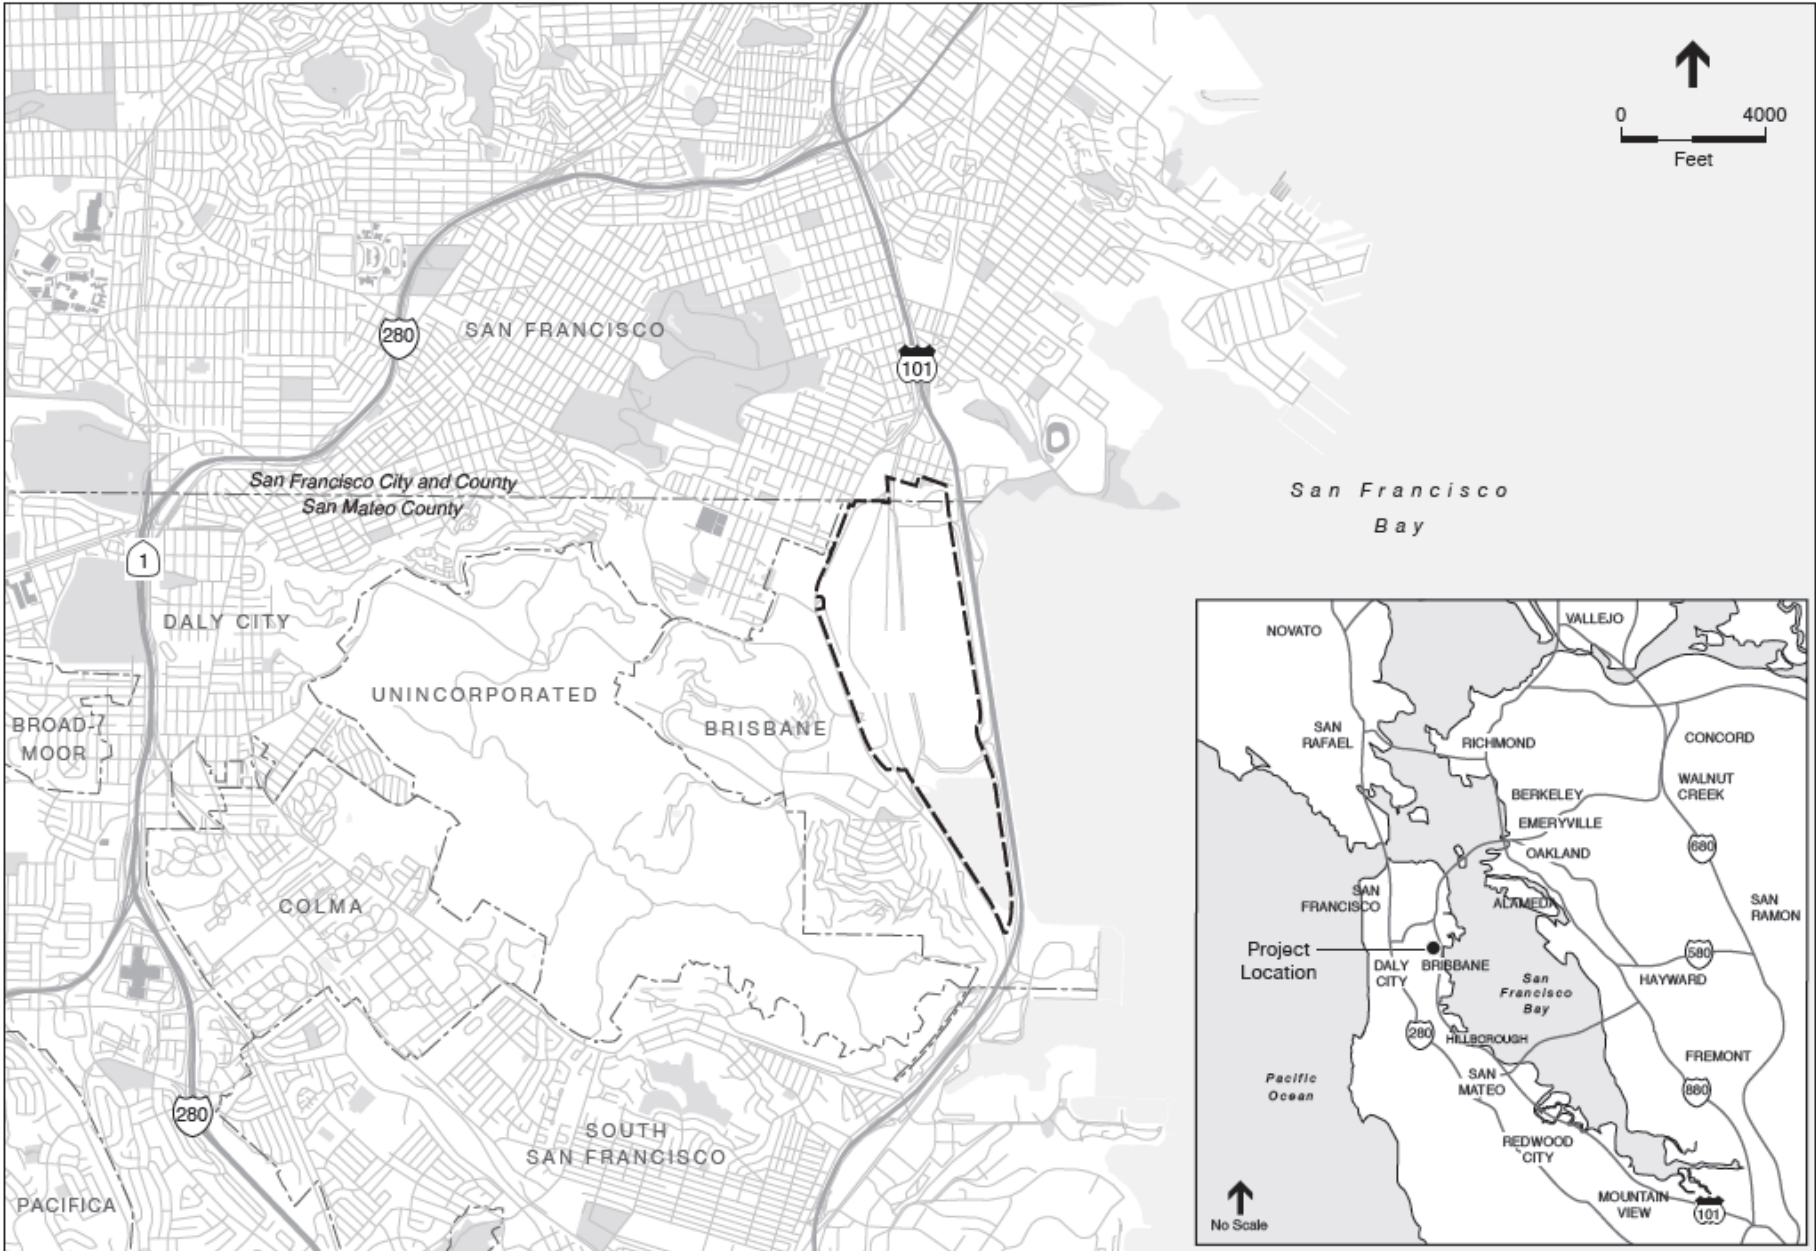 0 4000
Feet
280
SAN FRANCISCO
101
San Francisco City and County
San Mateo County
San Francisco
Bay
1
DALY CITY
UNINCORPORATED
BROAD-
MOOR
BRISBANE
COLMA
280
SOUTH
SAN FRANCISCO
PACIFICA
NOVATO
VALLEJO
SAN
RAFAEL
RICHMOND
CONCORD
WALNUT
CREEK
BERKELEY
EMERYVILLE
OAKLAND
680
SAN
FRANCISCO
ALAMEDA
SAN
RAMON
Project
Location
DALY
CITY
BRISBANE
580
HAYWARD
San
Francisco
Bay
280
HILLBOROUGH
FREMONT
SAN
MATEO
Pacific
Ocean
880
REDWOOD
CITY
MOUNTAIN
VIEW
101
No Scale